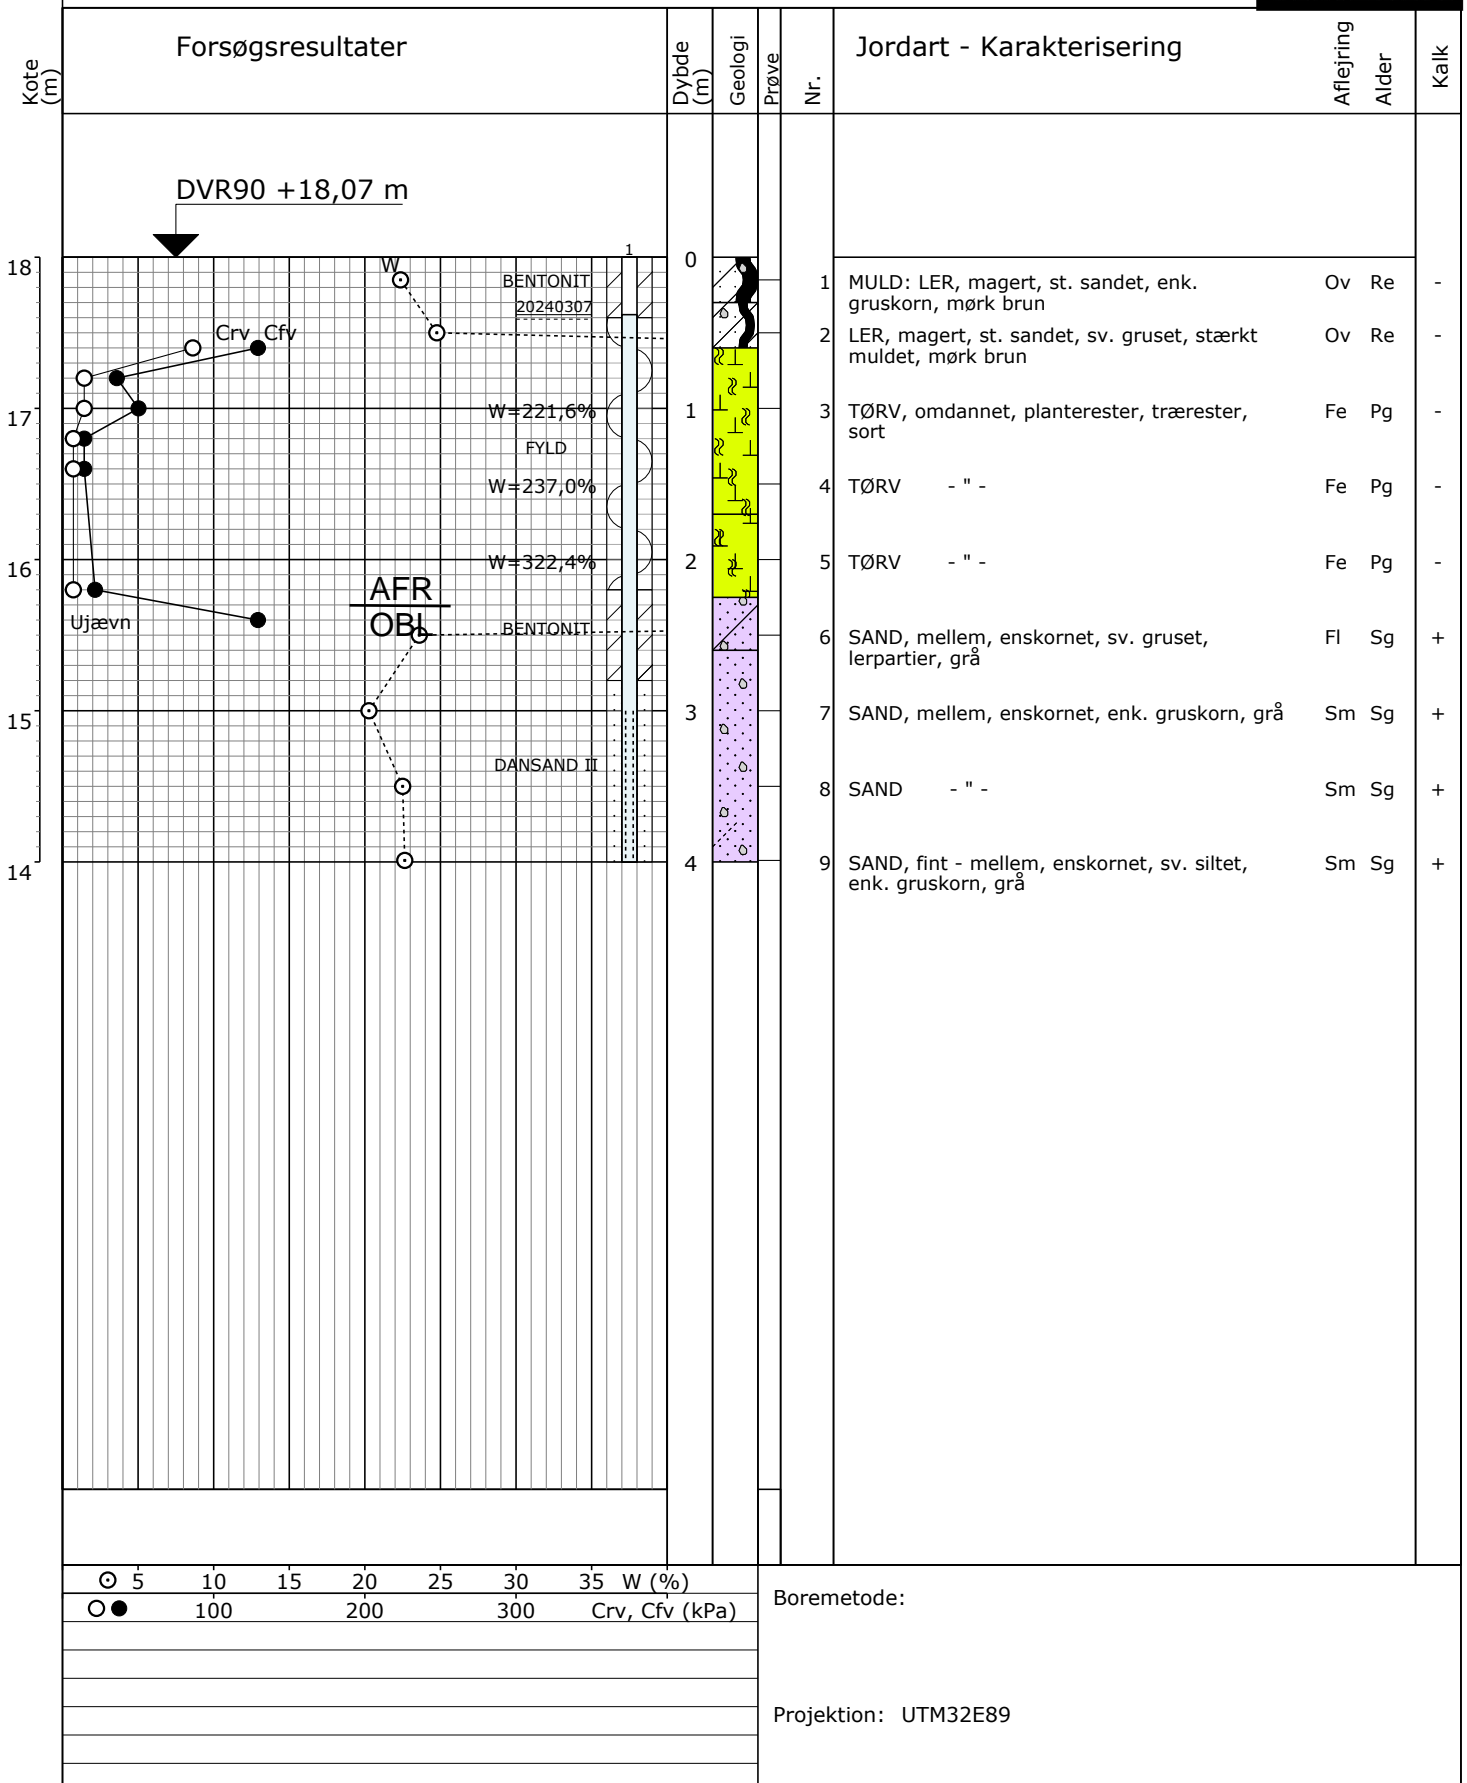 Kote (m)
Forsøgsresultater
Dybde (m)
Geologi
Prøve
Nr.
Jordart - Karakterisering
Aflejring
Alder
Kalk
DVR90 +18,07 m
18
17
16
15
14
W
Crv Cfv
1
BENTONIT
20240307
W=221,6%
FYLD
W=237,0%
W=322,4%
AFR
OBL
Ujævn
BENTONIT
DANSAND II
0
1
2
3
4
1 MULD: LER, magert, st. sandet, enk. Ov Re -
gruskorn, mørk brun
2 LER, magert, st. sandet, sv. gruset, stærkt Ov Re -
muldet, mørk brun
3 TØRV, omdannet, planterester, trærester, Fe Pg -
sort
4 TØRV - " - Fe Pg -
5 TØRV - " - Fe Pg -
6 SAND, mellem, enskornet, sv. gruset, Fl Sg +
lerpartier, grå
7 SAND, mellem, enskornet, enk. gruskorn, grå Sm Sg +
8 SAND - " - Sm Sg +
9 SAND, fint - mellem, enskornet, sv. siltet, Sm Sg +
enk. gruskorn, grå
5 10 15 20 25 30 35 W (%)
100 200 300 Crv, Cfv (kPa)
Boremetode:
Projektion: UTM32E89